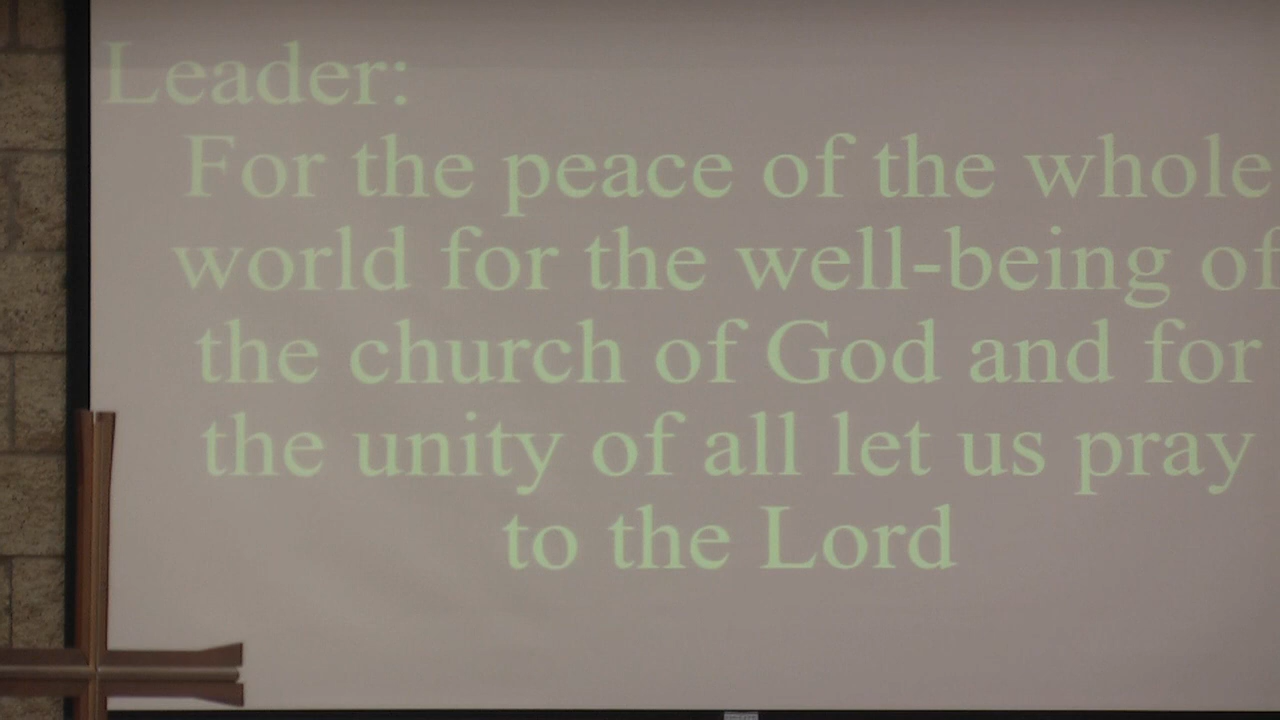 Leader:
For the peace of the whole
world for the well-being of
the church of God and for
the unity of all let us pray
to the Lord